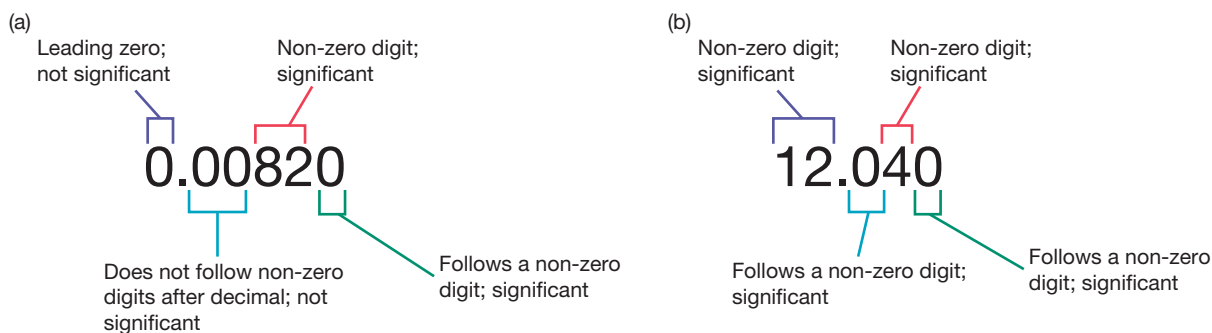 (a)
Leading zero;
not significant
Non-zero digit;
significant
0.00820
Does not follow non-zero
digits after decimal; not
significant
Follows a non-zero
digit; significant
(b)
Non-zero digit;
significant
Non-zero digit;
significant
12.040
Follows a non-zero digit;
significant
Follows a non-zero
digit; significant